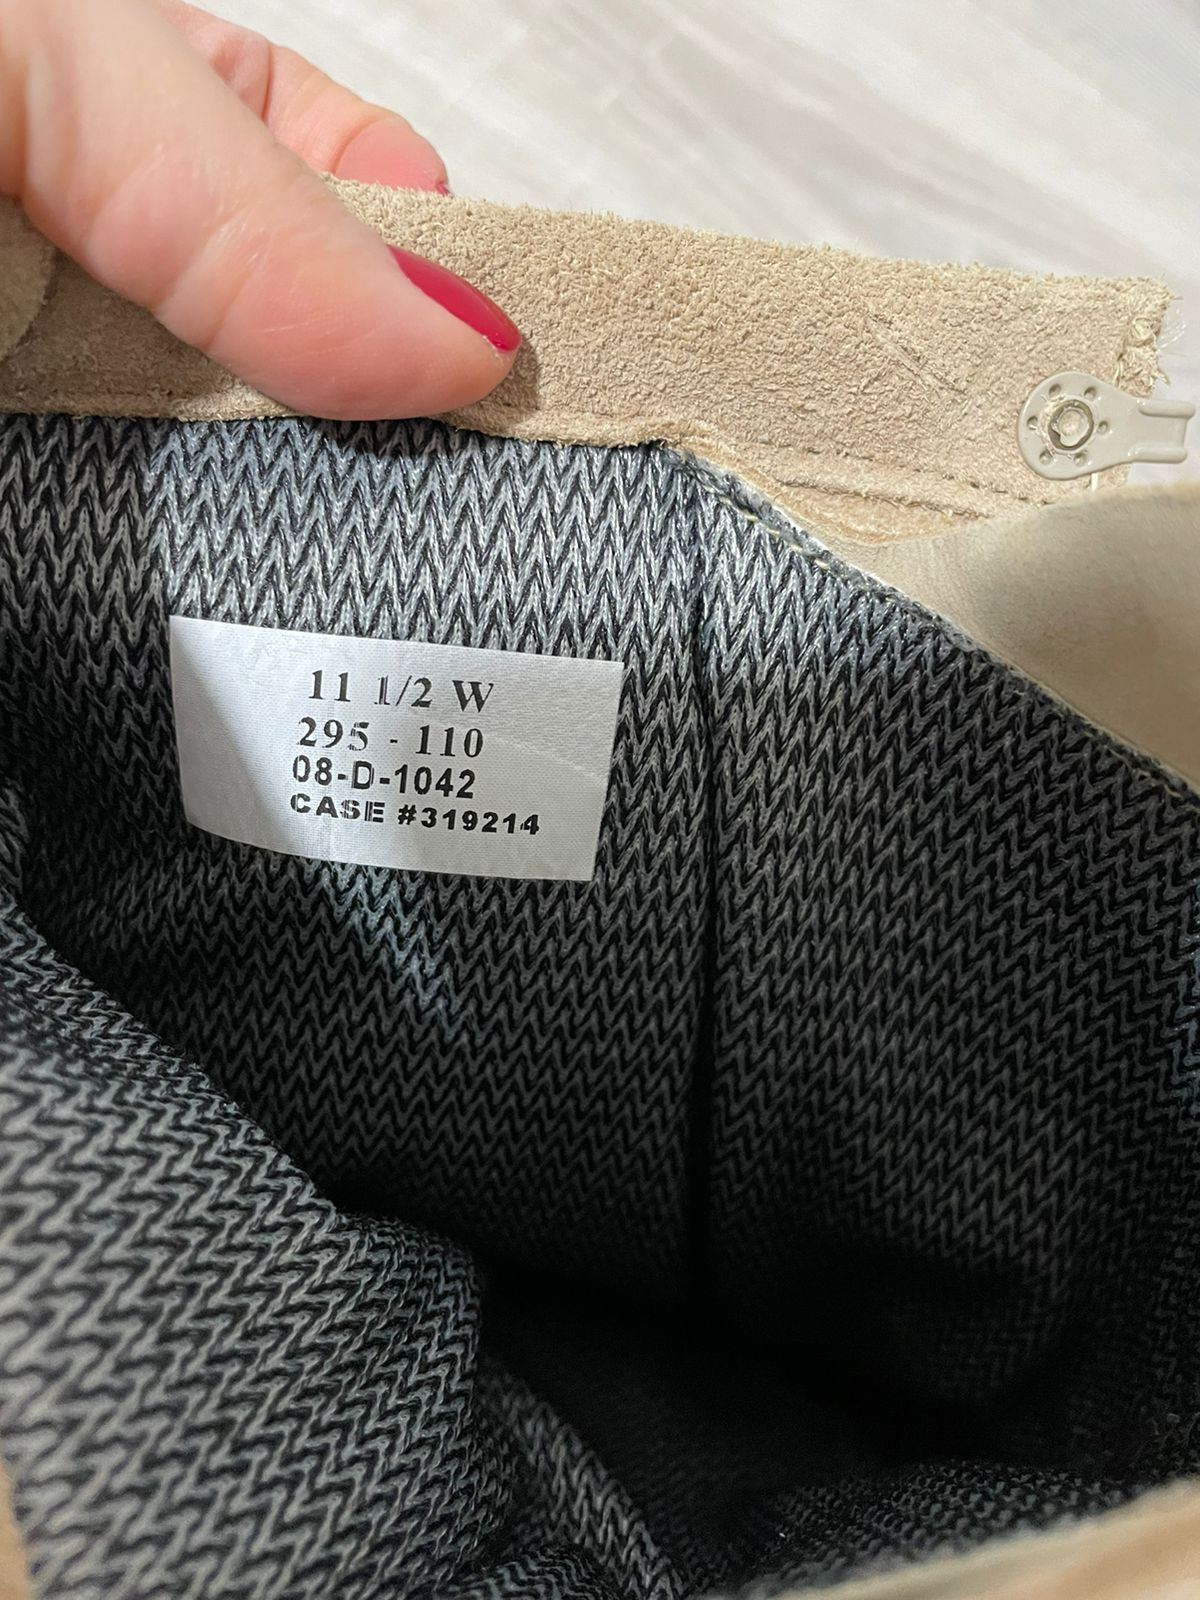 11 1/2 W
295 - 110
08-D-1042
CASE #319214